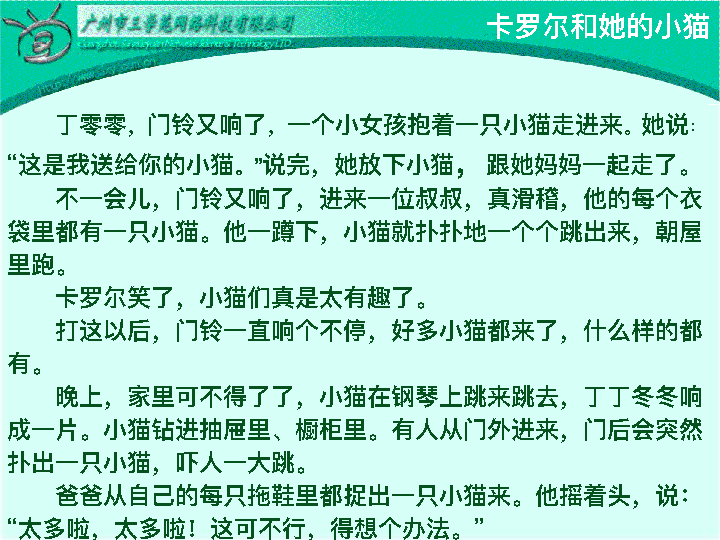 广州市三学苑网络科技有限公司
卡罗尔和她的小猫
丁零零，门铃又响了，一个小女孩抱着一只小猫走进来。她说：
“这是我送给你的小猫。”说完，她放下小猫， 跟她妈妈一起走了。
不一会儿，门铃又响了，进来一位叔叔，真滑稽，他的每个衣
袋里都有一只小猫。他一蹲下，小猫就扑扑地一个个跳出来，朝屋
里跑。
卡罗尔笑了，小猫们真是太有趣了。
打这以后，门铃一直响个不停，好多小猫都来了，什么样的都
有。
晚上，家里可不得了了，小猫在钢琴上跳来跳去，丁丁冬冬响
成一片。小猫钻进抽屉里、橱柜里。有人从门外进来，门后会突然
扑出一只小猫，吓人一大跳。
爸爸从自己的每只拖鞋里都捉出一只小猫来。他摇着头，说：
“太多啦，太多啦！这可不行，得想个办法。”